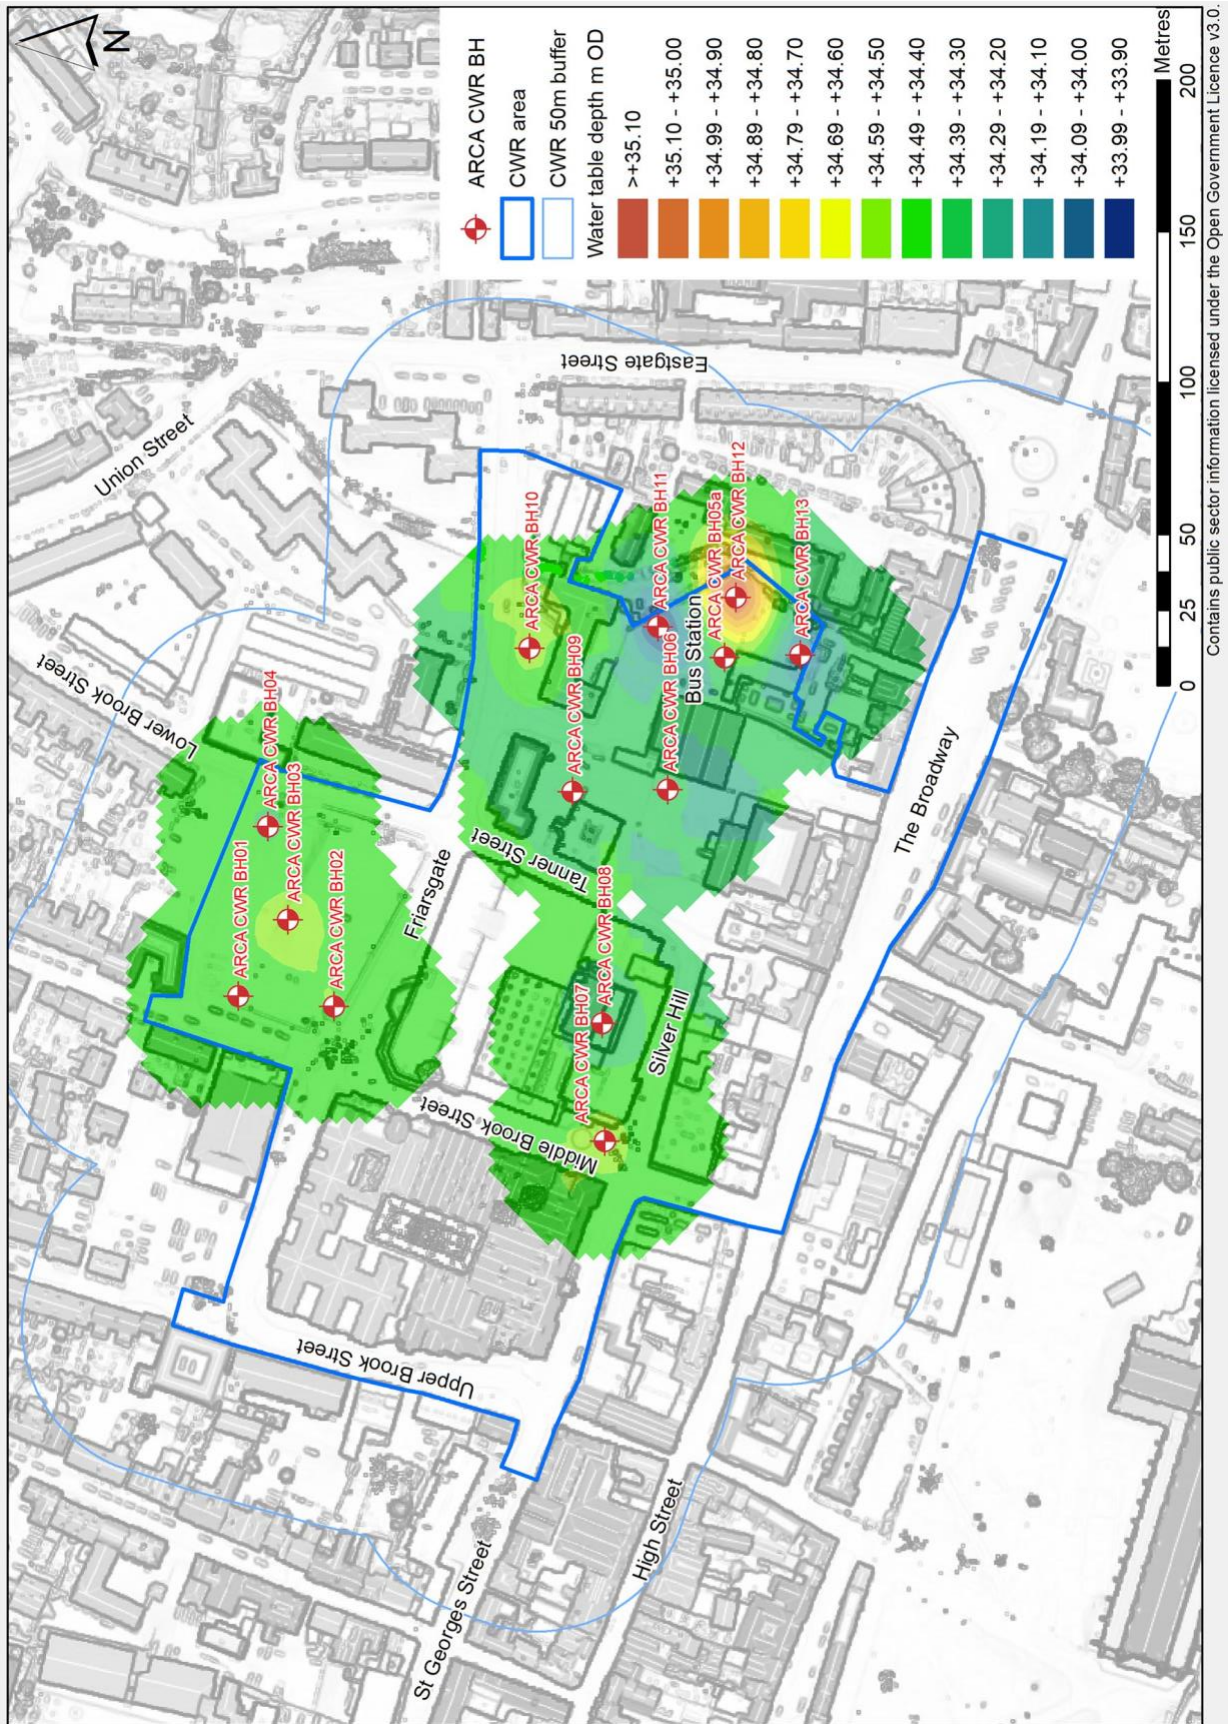 N
ARCA CWR BH
CWR area
CWR 50m buffer
Water table depth m OD
>+35.10
+35.10 - +35.00
+34.99 - +34.90
+34.89 - +34.80
+34.79 - +34.70
+34.69 - +34.60
+34.59 - +34.50
+34.49 - +34.40
+34.39 - +34.30
+34.29 - +34.20
+34.19 - +34.10
+34.09 - +34.00
+33.99 - +33.90
Metres
0 25 50 100 150 200
Union Street
Lower Brook Street
Eastgate Street
Friarsgate
Tanner Street
Middle Brook Street
Upper Brook Street
Silver Hill
Bus Station
The Broadway
High Street
St Georges Street
ARCA CWR BH01
ARCA CWR BH02
ARCA CWR BH03
ARCA CWR BH04
ARCA CWR BH05a
ARCA CWR BH06
ARCA CWR BH07
ARCA CWR BH08
ARCA CWR BH09
ARCA CWR BH10
ARCA CWR BH11
ARCA CWR BH12
ARCA CWR BH13
Contains public sector information licensed under the Open Government Licence v3.0.